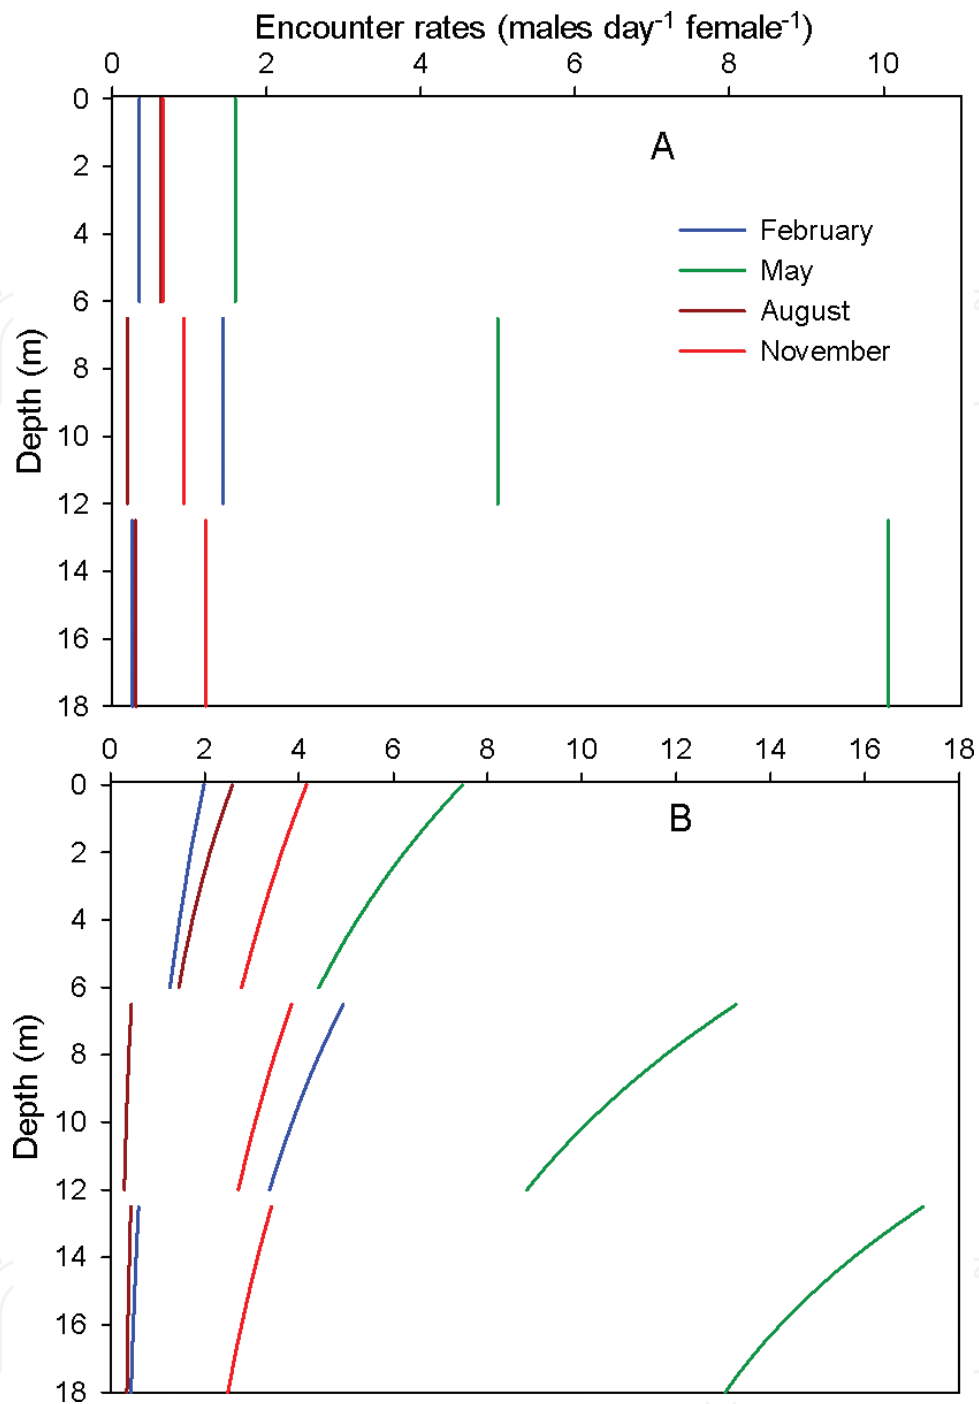 Encounter rates (males day⁻¹ female⁻¹)
0 2 4 6 8 10
0
A
2
4
February
May
6
August
November
8
Depth (m)
10
12
14
16
18
0 2 4 6 8 10 12 14 16 18
0
B
2
4
6
8
Depth (m)
10
12
14
16
18